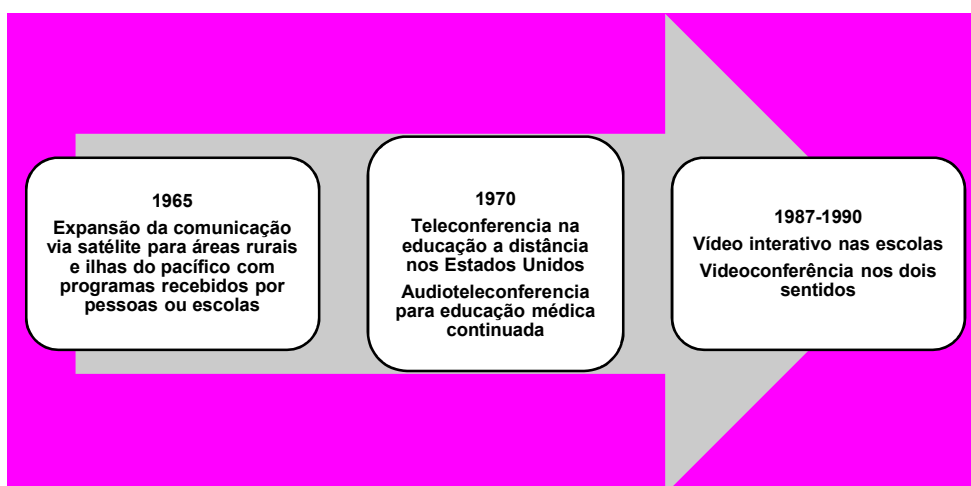 1965
Expansão da comunicação
via satélite para áreas rurais
e ilhas do pacífico com
programas recebidos por
pessoas ou escolas
1970
Teleconferencia na
educação a distância
nos Estados Unidos
Audioteleconferencia
para educação médica
continuada
1987-1990
Vídeo interativo nas escolas
Videoconferência nos dois
sentidos